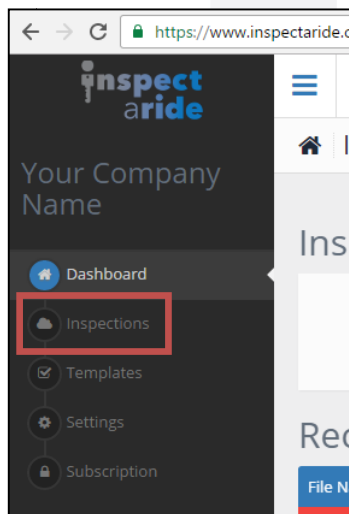 https://www.inspectaride.c
inspect
aride
Your Company
Name
Ins
Dashboard
Inspections
Templates
Settings
Rec
Subscription
File N